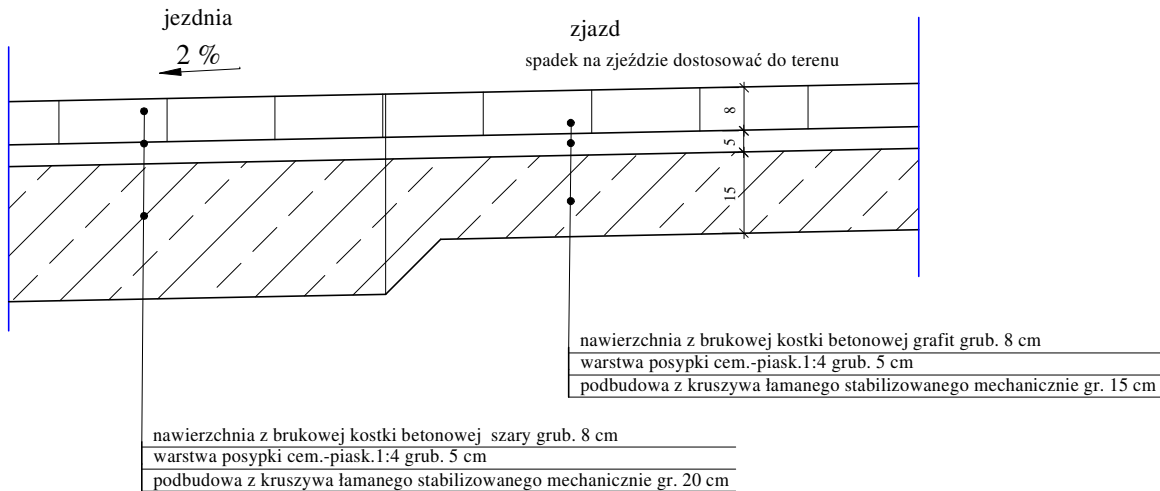 jezdnia
2 %
zjazd
spadek na zjeździe dostosować do terenu
8
5
15
nawierzchnia z brukowej kostki betonowej grafit grub. 8 cm
warstwa posypki cem.-piask.1:4 grub. 5 cm
podbudowa z kruszywa łamanego stabilizowanego mechanicznie gr. 15 cm
nawierzchnia z brukowej kostki betonowej szary grub. 8 cm
warstwa posypki cem.-piask.1:4 grub. 5 cm
podbudowa z kruszywa łamanego stabilizowanego mechanicznie gr. 20 cm